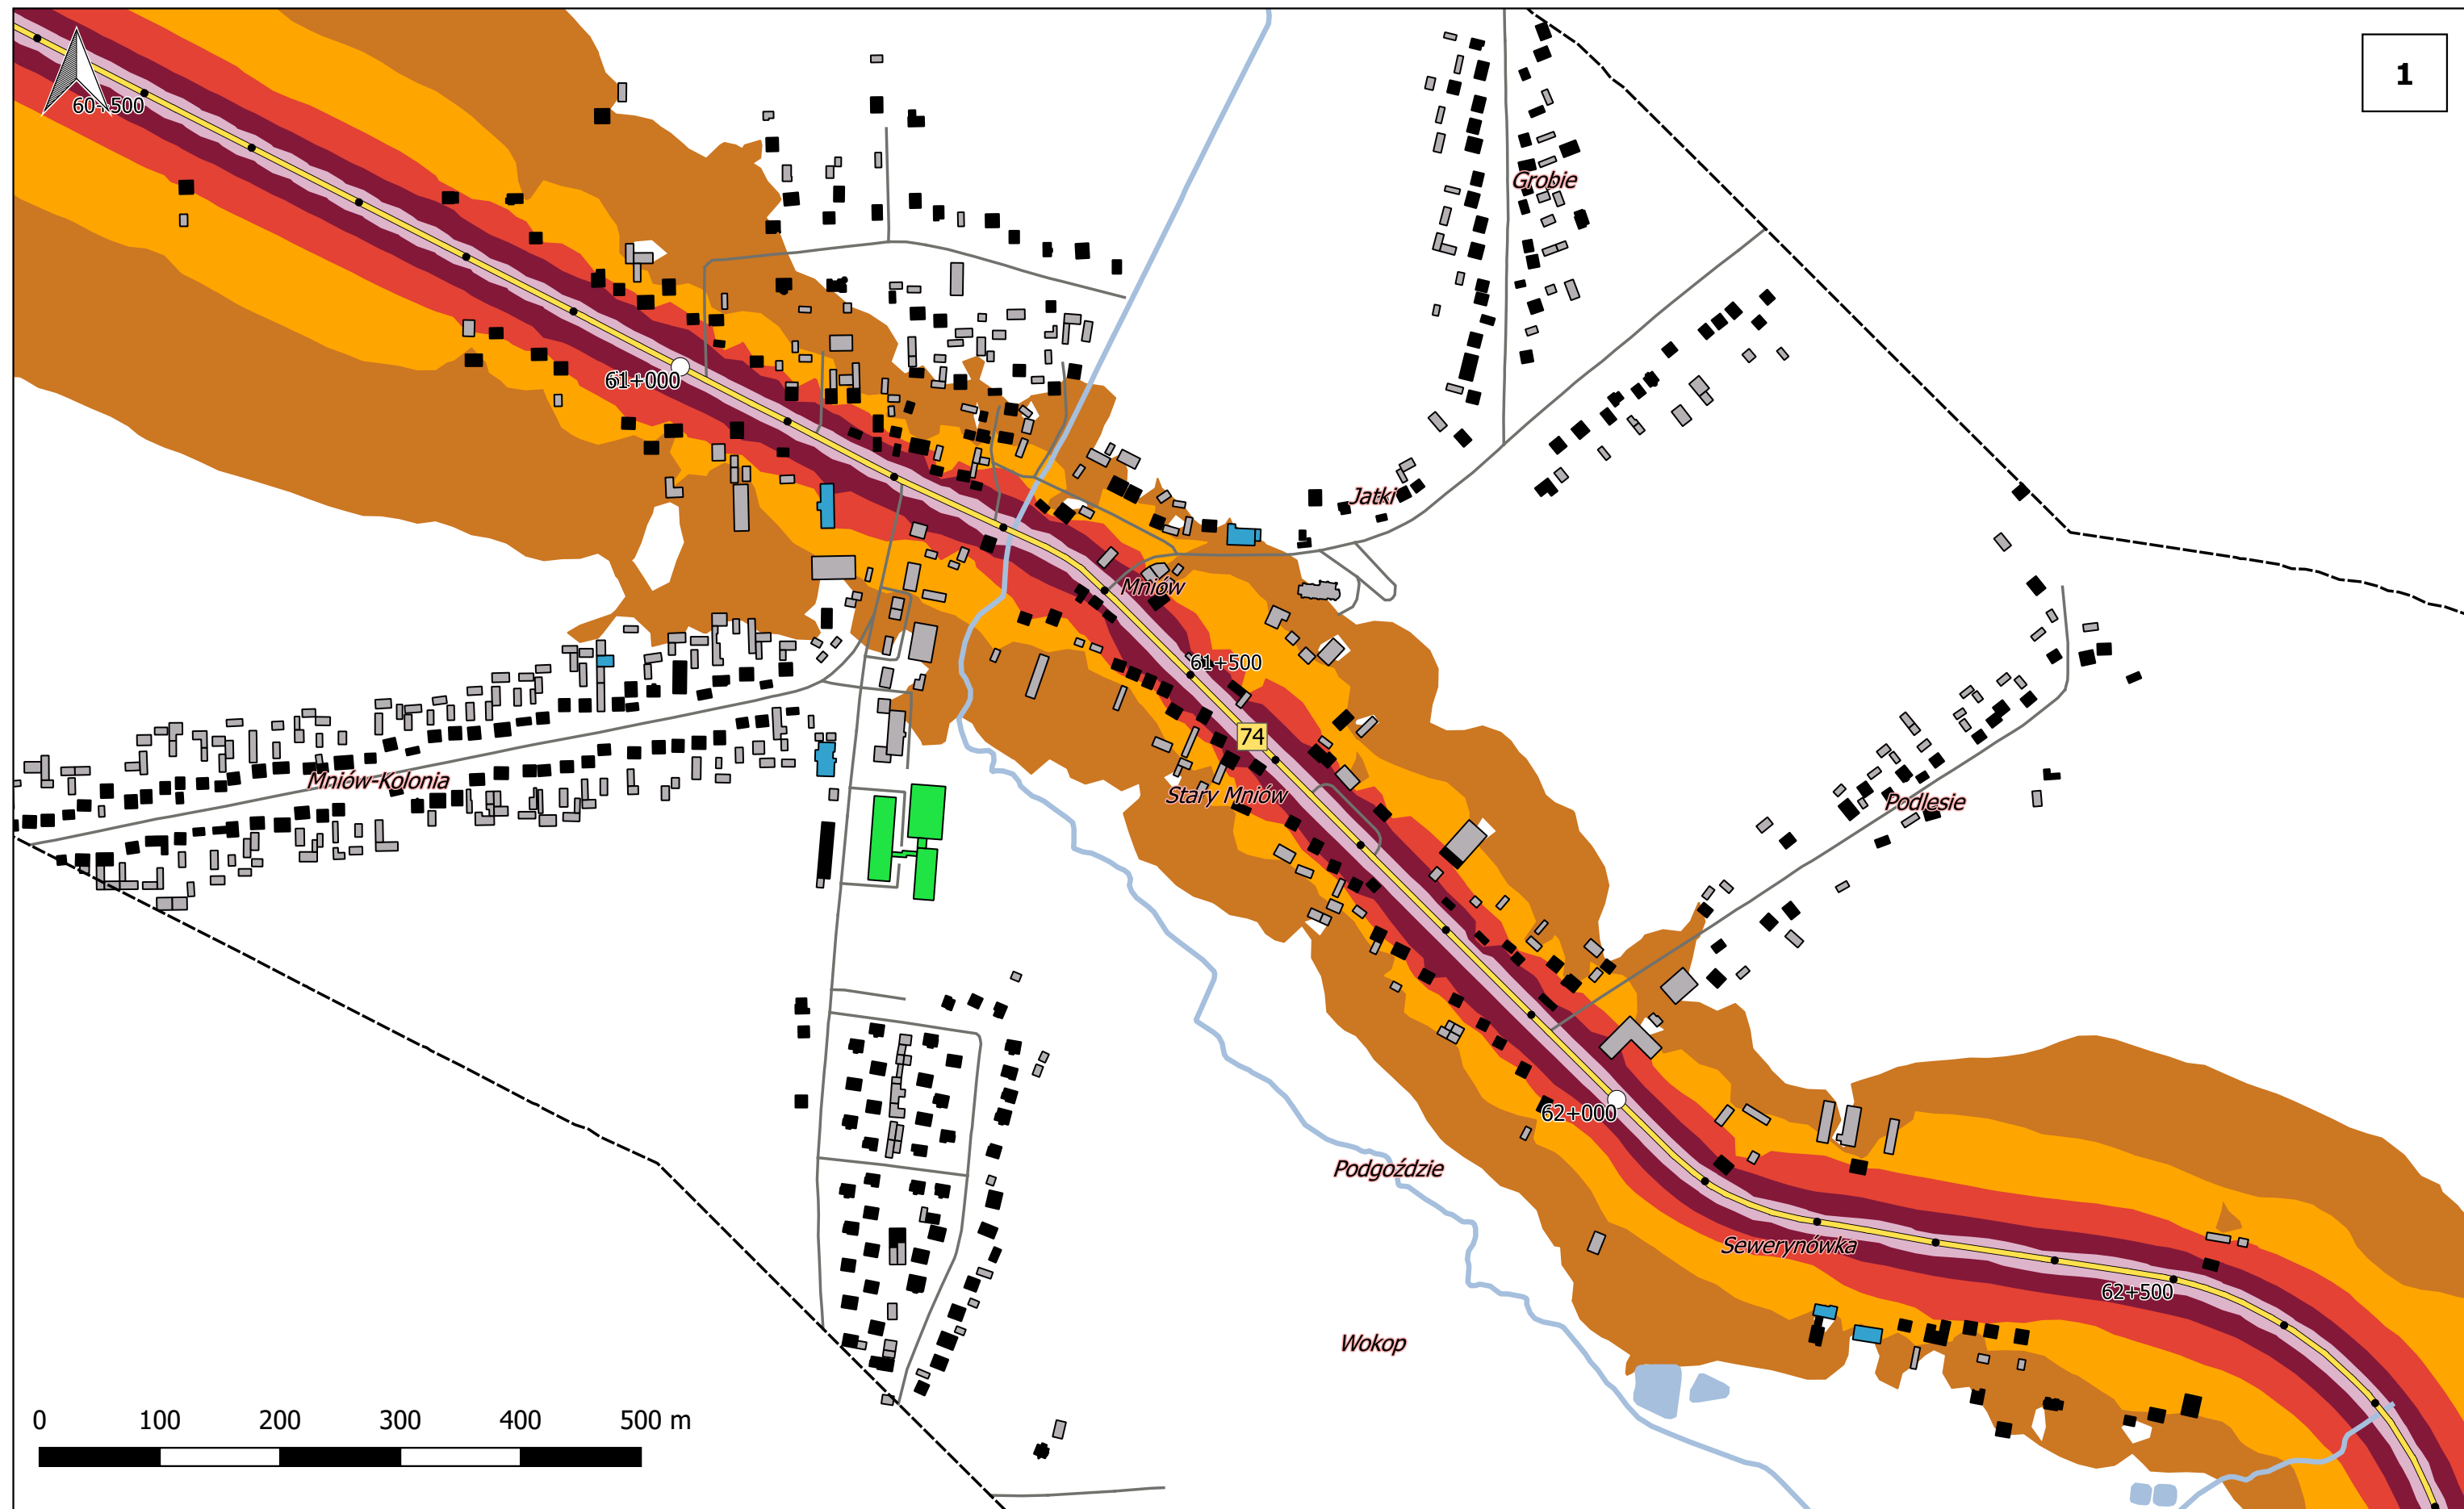 1
60+500
Grobie
61+000
Jatki
Mniów
61+500
74
Mniów-Kolonia
Stary Mniów
Podlesie
62+000
Podgoździe
Sewerynówka
62+500
Wokop
0 100 200 300 400 500 m